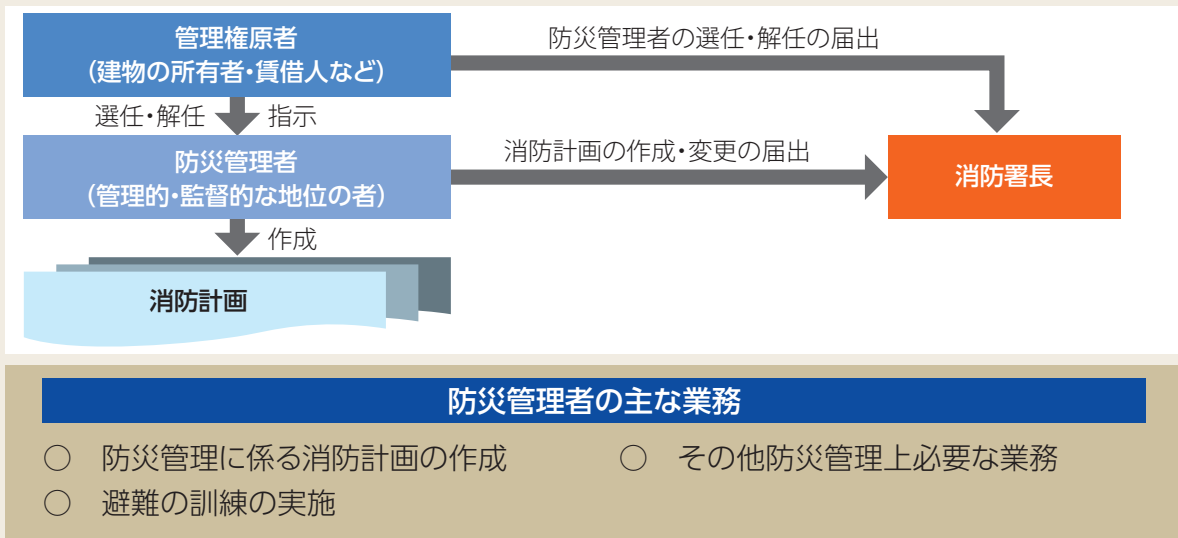 管理権原者
(建物の所有者・賃借人など)
防災管理者の選任・解任の届出
選任・解任
指示
防災管理者
(管理的・監督的な地位の者)
消防計画の作成・変更の届出
消防署長
作成
消防計画
防災管理者の主な業務
○ 防災管理に係る消防計画の作成
○ その他防災管理上必要な業務
○ 避難の訓練の実施